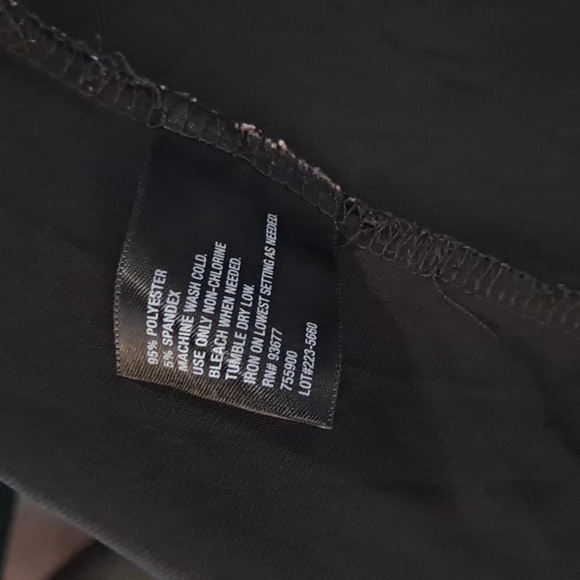 95% POLYESTER
5% SPANDEX
MACHINE WASH COLD.
USE ONLY NON-CHLORINE
BLEACH WHEN NEEDED.
TUMBLE DRY LOW.
IRON ON LOWEST SETTING AS NEEDED.
RN# 93677
755900
LOT#223-5660